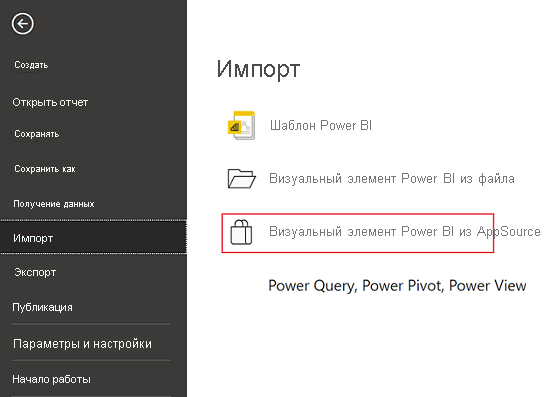 Создать
Открыть отчет
Сохранять
Сохранить как
Получение данных
Импорт
Экспорт
Публикация
Параметры и настройки
Начало работы
Импорт
Шаблон Power BI
Визуальный элемент Power BI из файла
Визуальный элемент Power BI из AppSource
Power Query, Power Pivot, Power View